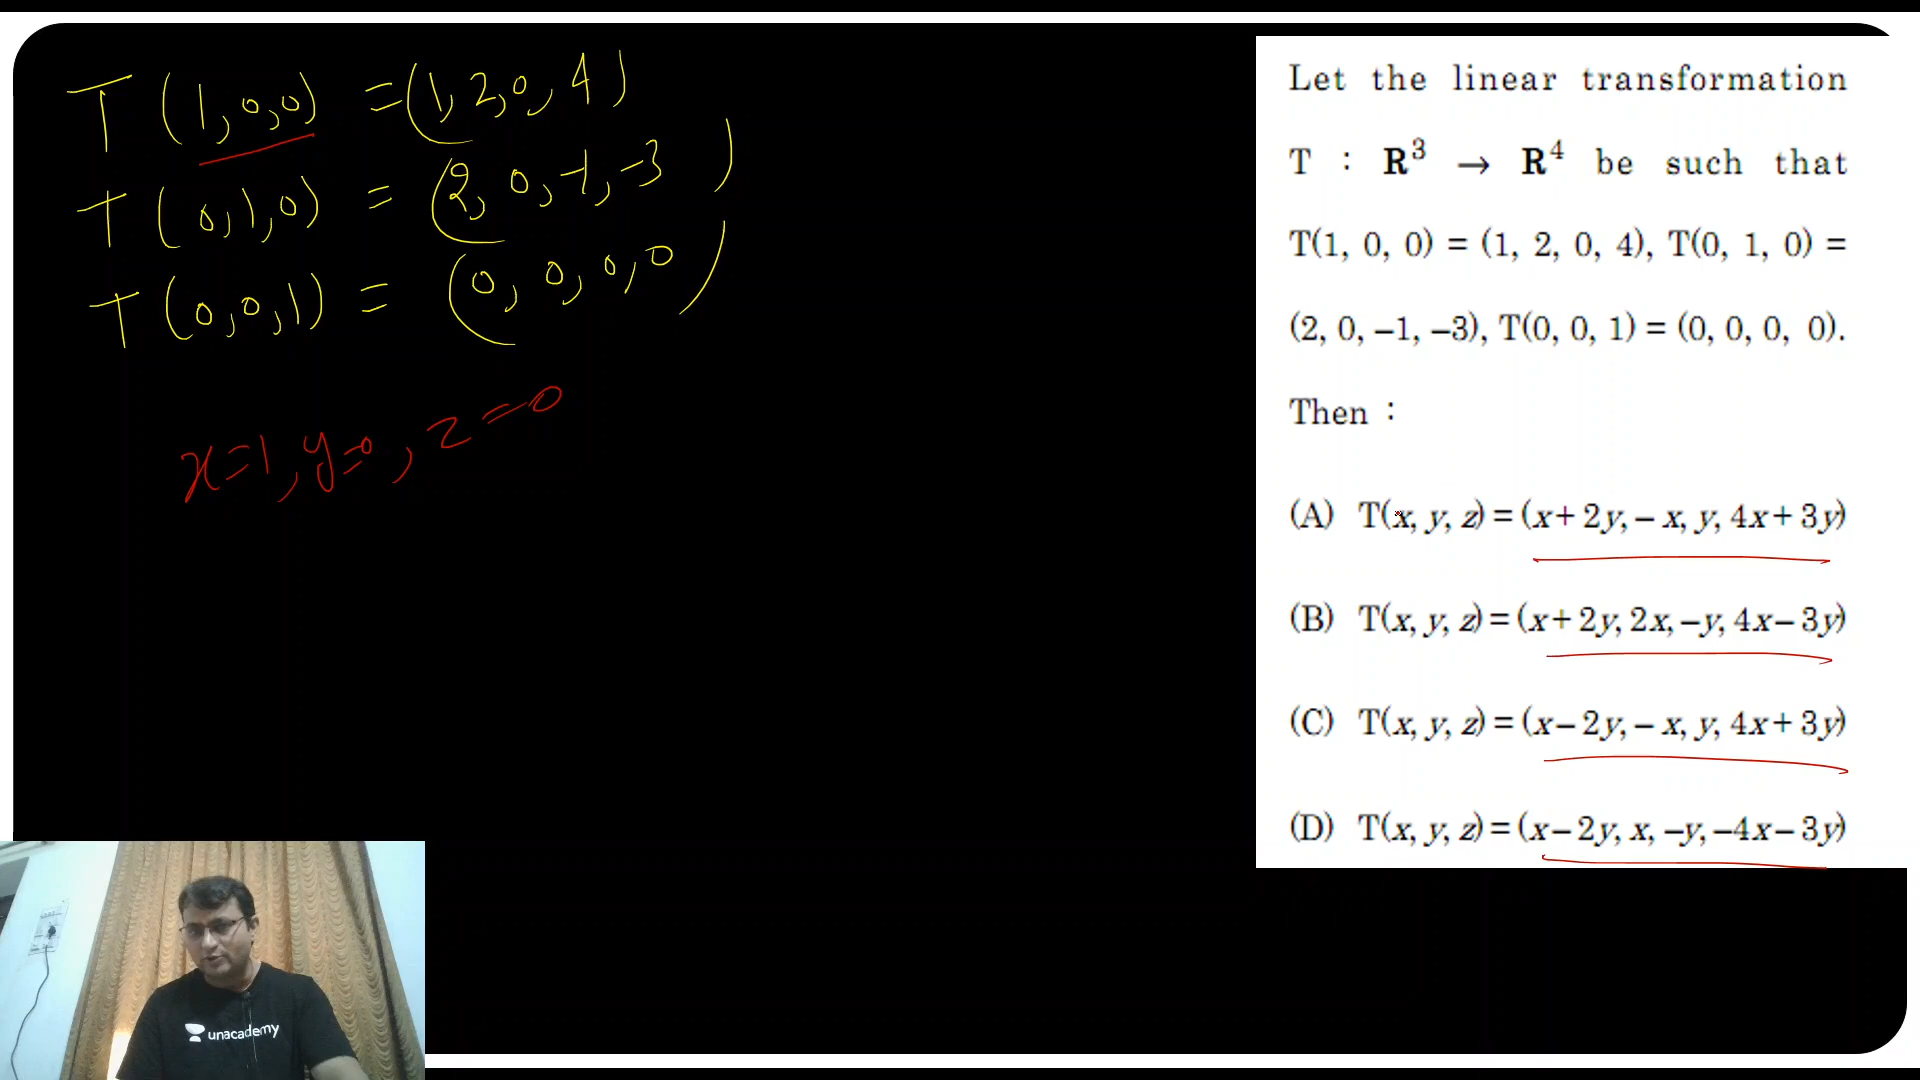 T(1,0,0) = (1,2,0,4)
T(0,1,0) = (2,0,-1,-3)
T(0,0,1) = (0,0,0,0)
x=1, y=0, z=0
Let the linear transformation
T : R³ → R⁴ be such that
T(1, 0, 0) = (1, 2, 0, 4), T(0, 1, 0) =
(2, 0, –1, –3), T(0, 0, 1) = (0, 0, 0, 0).
Then :
(A) T(x, y, z) = (x + 2y, – x, y, 4x + 3y)
(B) T(x, y, z) = (x + 2y, 2x, –y, 4x – 3y)
(C) T(x, y, z) = (x – 2y, – x, y, 4x + 3y)
(D) T(x, y, z) = (x – 2y, x, –y, –4x – 3y)
unacademy